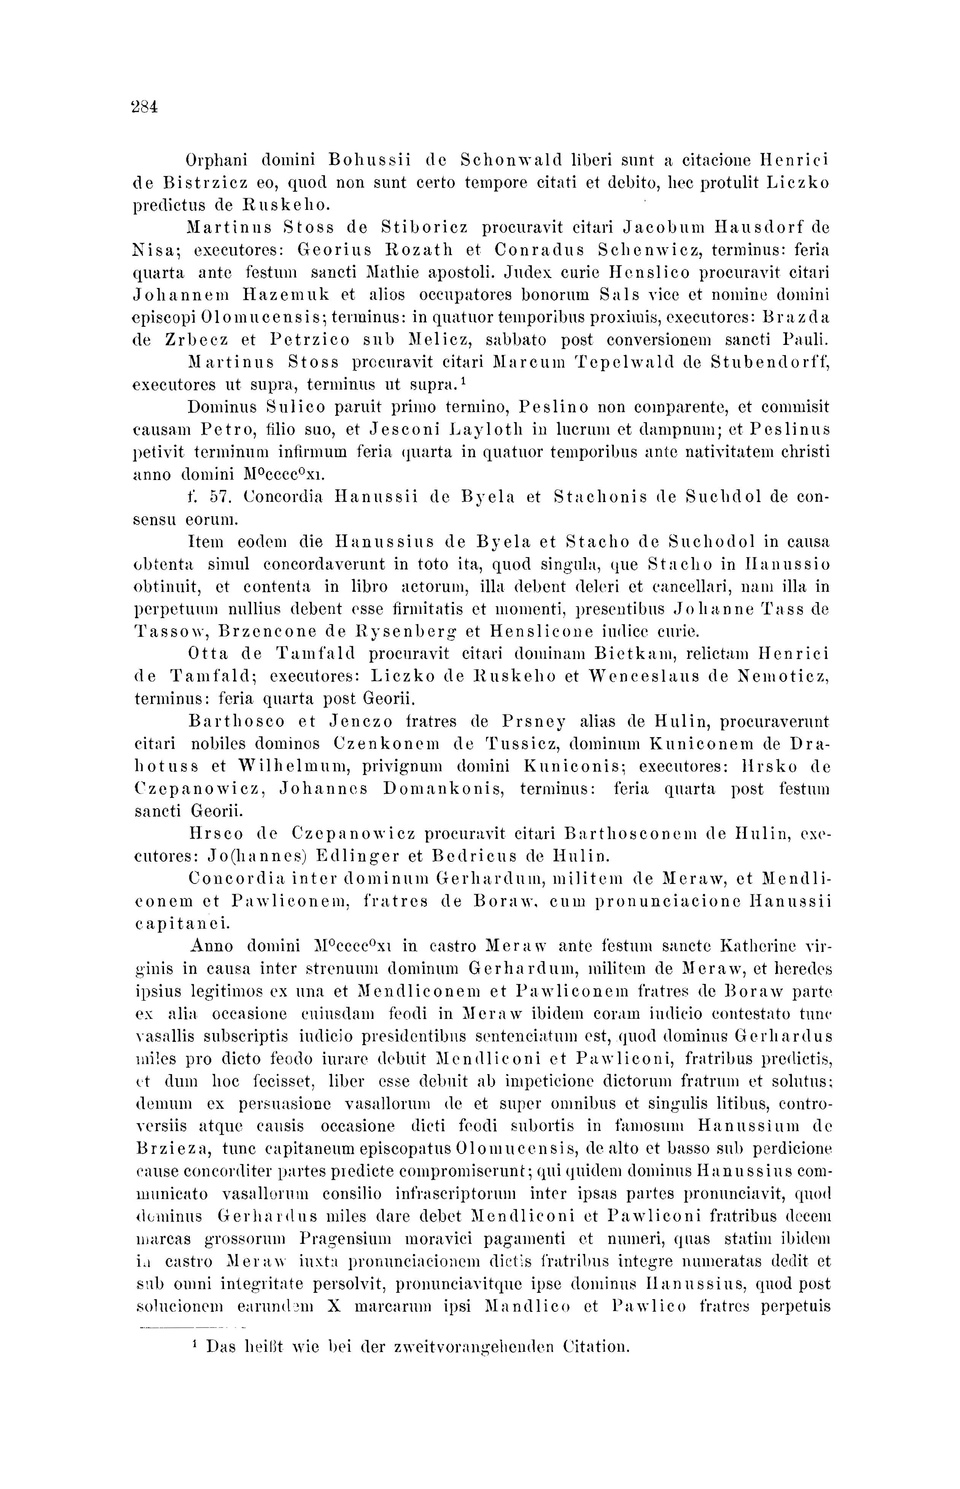 284
Orphani domini Bohussii de Schonwald liberi sunt a citacione Henrici
de Bistrzicz eo, quod non sunt certo tempore citati et debito, hec protulit Liczko
predictus de Ruskeho.
Martinus Stoss de Stiboricz procuravit citari Jacobum Hausdorf de
Nisa; executores: Georius Rozath et Conradus Schenwicz, terminus: feria
quarta ante festum sancti Mathie apostoli. Judex curie Henslico procuravit citari
Johannem Hazemuk et alios occupatores bonorum Sals vice et nomine domini
episcopi Olomucensis; terminus: in quatuor temporibus proximis, executores: Brazda
de Zrbecz et Petrzico sub Melicz, sabbato post conversionem sancti Pauli.
Martinus Stoss procuravit citari Marcum Tepelwald de Stubendorff,
executores ut supra, terminus ut supra.¹
Dominus Sulico paruit primo termino, Peslino non comparente, et commisit
causam Petro, filio suo, et Jesconi Layloth in lucrum et dampnum; et Peslinus
petivit terminum infirmum feria quarta in quatuor temporibus ante nativitatem christi
anno domini M⁰cccc⁰xı.
f. 57. Concordia Hanussii de Byela et Stachonis de Suchdol de con-
sensu eorum.
Item eodem die Hanussius de Byela et Stacho de Suchodol in causa
obtenta simul concordaverunt in toto ita, quod singula, que Stacho in Hanussio
obtinuit, et contenta in libro actorum, illa debent deleri et cancellari, nam illa in
perpetuum nullius debent esse firmitatis et momenti, presentibus Johanne Tass de
Tassow, Brzencone de Rysenberg et Henslicone iudice curie.
Otta de Tamfald procuravit citari dominam Bietkam, relictam Henrici
de Tamfald; executores: Liczko de Ruskeho et Wenceslaus de Nemoticz,
terminus: feria quarta post Georii.
Barthosco et Jenczo fratres de Prsney alias de Hulin, procuraverunt
citari nobiles dominos Czenkonem de Tussicz, dominum Kuniconem de Dra-
hotuss et Wilhelmum, privignum domini Kuniconis; executores: Hrsko de
Czepanowicz, Johannes Domankonis, terminus: feria quarta post festum
sancti Georii.
Hrsco de Czepanowicz procuravit citari Barthosconem de Hulin, exe-
cutores: Jo(hannes) Edlinger et Bedricus de Hulin.
Concordia inter dominum Gerhardum, militem de Meraw, et Mendli-
conem et Pawliconem, fratres de Boraw, cum pronunciacione Hanussii
capitanei.
Anno domini M⁰cccc⁰xı in castro Meraw ante festum sancte Katherine vir-
ginis in causa inter strenuum dominum Gerhardum, militem de Meraw, et heredes
ipsius legitimos ex una et Mendliconem et Pawliconem fratres de Boraw parte
ex alia occasione cuiusdam feodi in Meraw ibidem coram iudicio contestato tunc
vasallis subscriptis iudicio presidentibus sentenciatum est, quod dominus Gerhardus
miles pro dicto feodo iurare debuit Mendliconi et Pawliconi, fratribus predictis,
et dum hoc fecisset, liber esse debuit ab impeticione dictorum fratrum et solutus;
demum ex persuasione vasallorum de et super omnibus et singulis litibus, contro-
versiis atque causis occasione dicti feodi subortis in famosum Hanussium de
Brzieza, tunc capitaneum episcopatus Olomucensis, de alto et basso sub perdicione
cause concorditer partes predicte compromiserunt; qui quidem dominus Hanussius com-
municato vasallorum consilio infrascriptorum inter ipsas partes pronunciavit, quod
dominus Gerhardus miles dare debet Mendliconi et Pawliconi fratribus decem
marcas grossorum Pragensium moravici pagamenti et numeri, quas statim ibidem
in castro Meraw iuxta pronunciacionem dictis fratribus integre numeratas dedit et
sub omni integritate persolvit, pronunciavitque ipse dominus Hanussius, quod post
solucionem earundem X marcarum ipsi Mandlico et Pawlico fratres perpetuis
¹ Das heißt wie bei der zweitvorangehenden Citation.